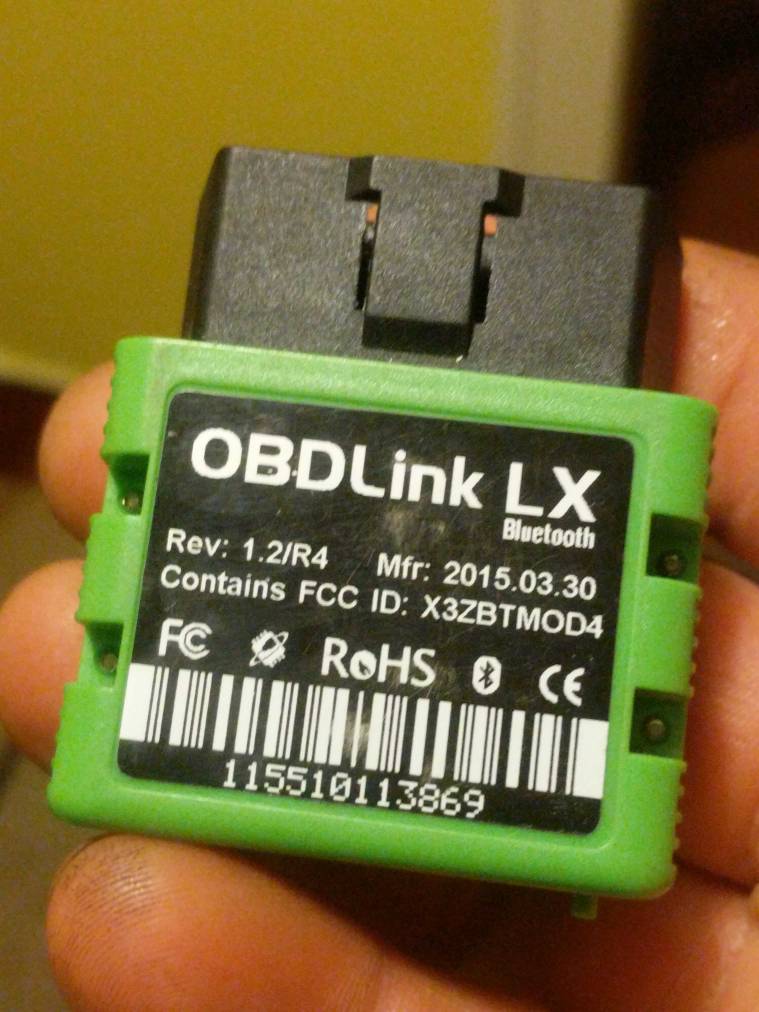 OBDLink LX
Bluetooth
Rev: 1.2/R4 Mfr: 2015.03.30
Contains FCC ID: X3ZBTMOD4
FC RoHS CE
115510113869